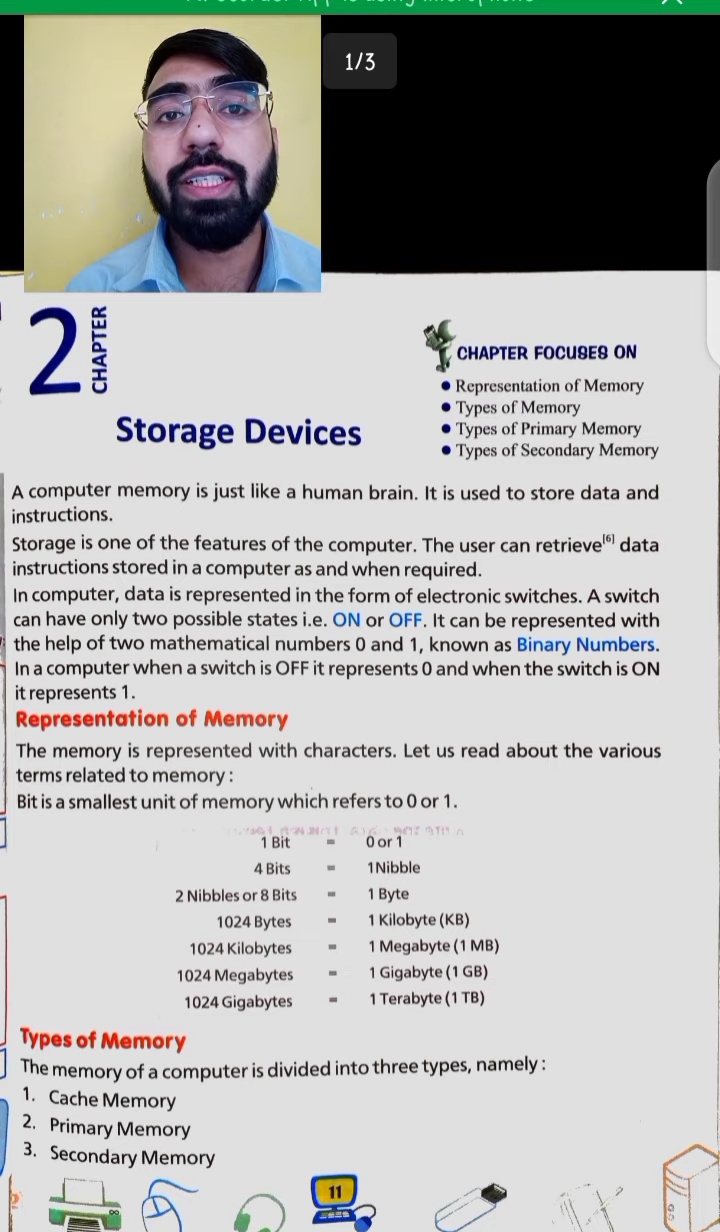 1/3
2
CHAPTER
CHAPTER FOCUSES ON
● Representation of Memory
● Types of Memory
● Types of Primary Memory
● Types of Secondary Memory
Storage Devices
A computer memory is just like a human brain. It is used to store data and
instructions.
Storage is one of the features of the computer. The user can retrieve[6] data
instructions stored in a computer as and when required.
In computer, data is represented in the form of electronic switches. A switch
can have only two possible states i.e. ON or OFF. It can be represented with
the help of two mathematical numbers 0 and 1, known as Binary Numbers.
In a computer when a switch is OFF it represents 0 and when the switch is ON
it represents 1.
Representation of Memory
The memory is represented with characters. Let us read about the various
terms related to memory :
Bit is a smallest unit of memory which refers to 0 or 1.
1 Bit = 0 or 1
4 Bits = 1Nibble
2 Nibbles or 8 Bits = 1 Byte
1024 Bytes = 1 Kilobyte (KB)
1024 Kilobytes = 1 Megabyte (1 MB)
1024 Megabytes = 1 Gigabyte (1 GB)
1024 Gigabytes = 1 Terabyte (1 TB)
Types of Memory
The memory of a computer is divided into three types, namely :
1. Cache Memory
2. Primary Memory
3. Secondary Memory
11